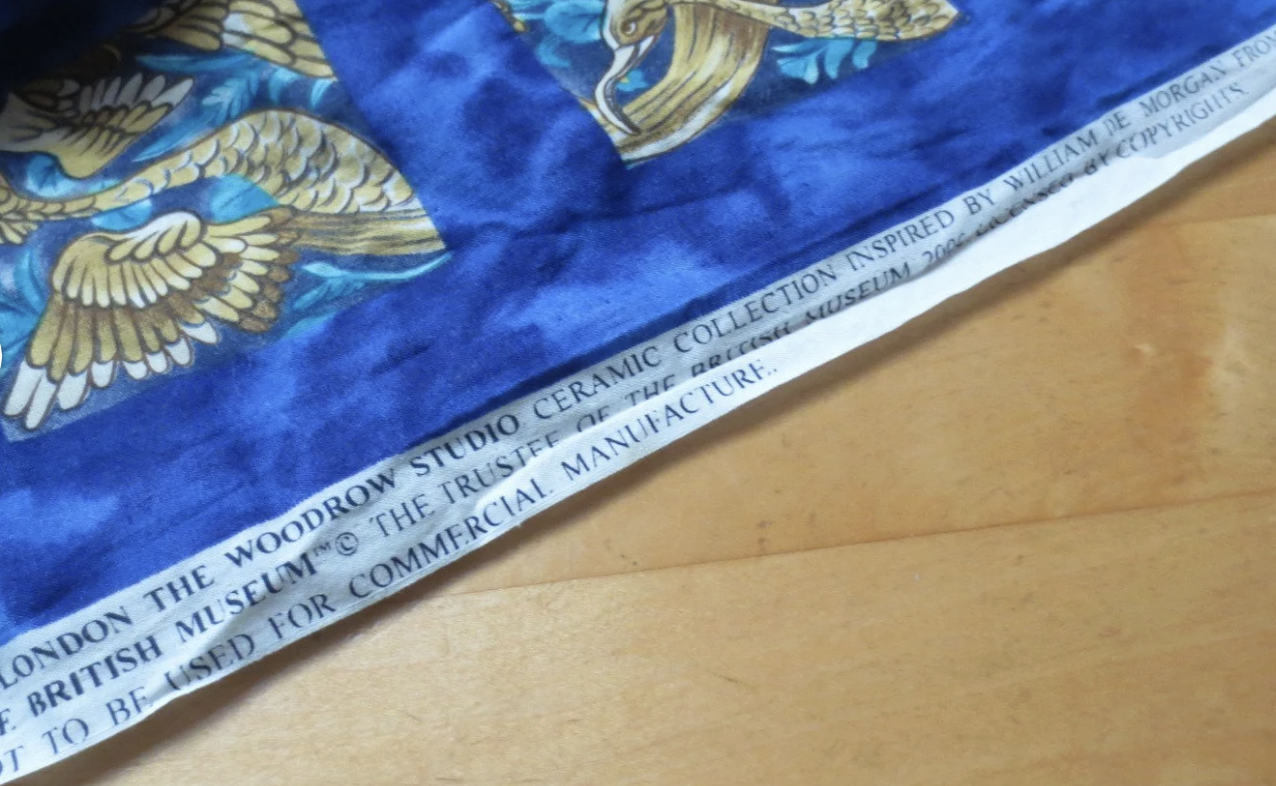 LONDON THE WOODROW STUDIO CERAMIC COLLECTION INSPIRED BY WILLIAM DE MORGAN FROM
BRITISH MUSEUM™© THE TRUSTEE OF THE BRITISH MUSEUM LICENSED BY COPYRIGHTS.
TO BE USED FOR COMMERCIAL MANUFACTURE.